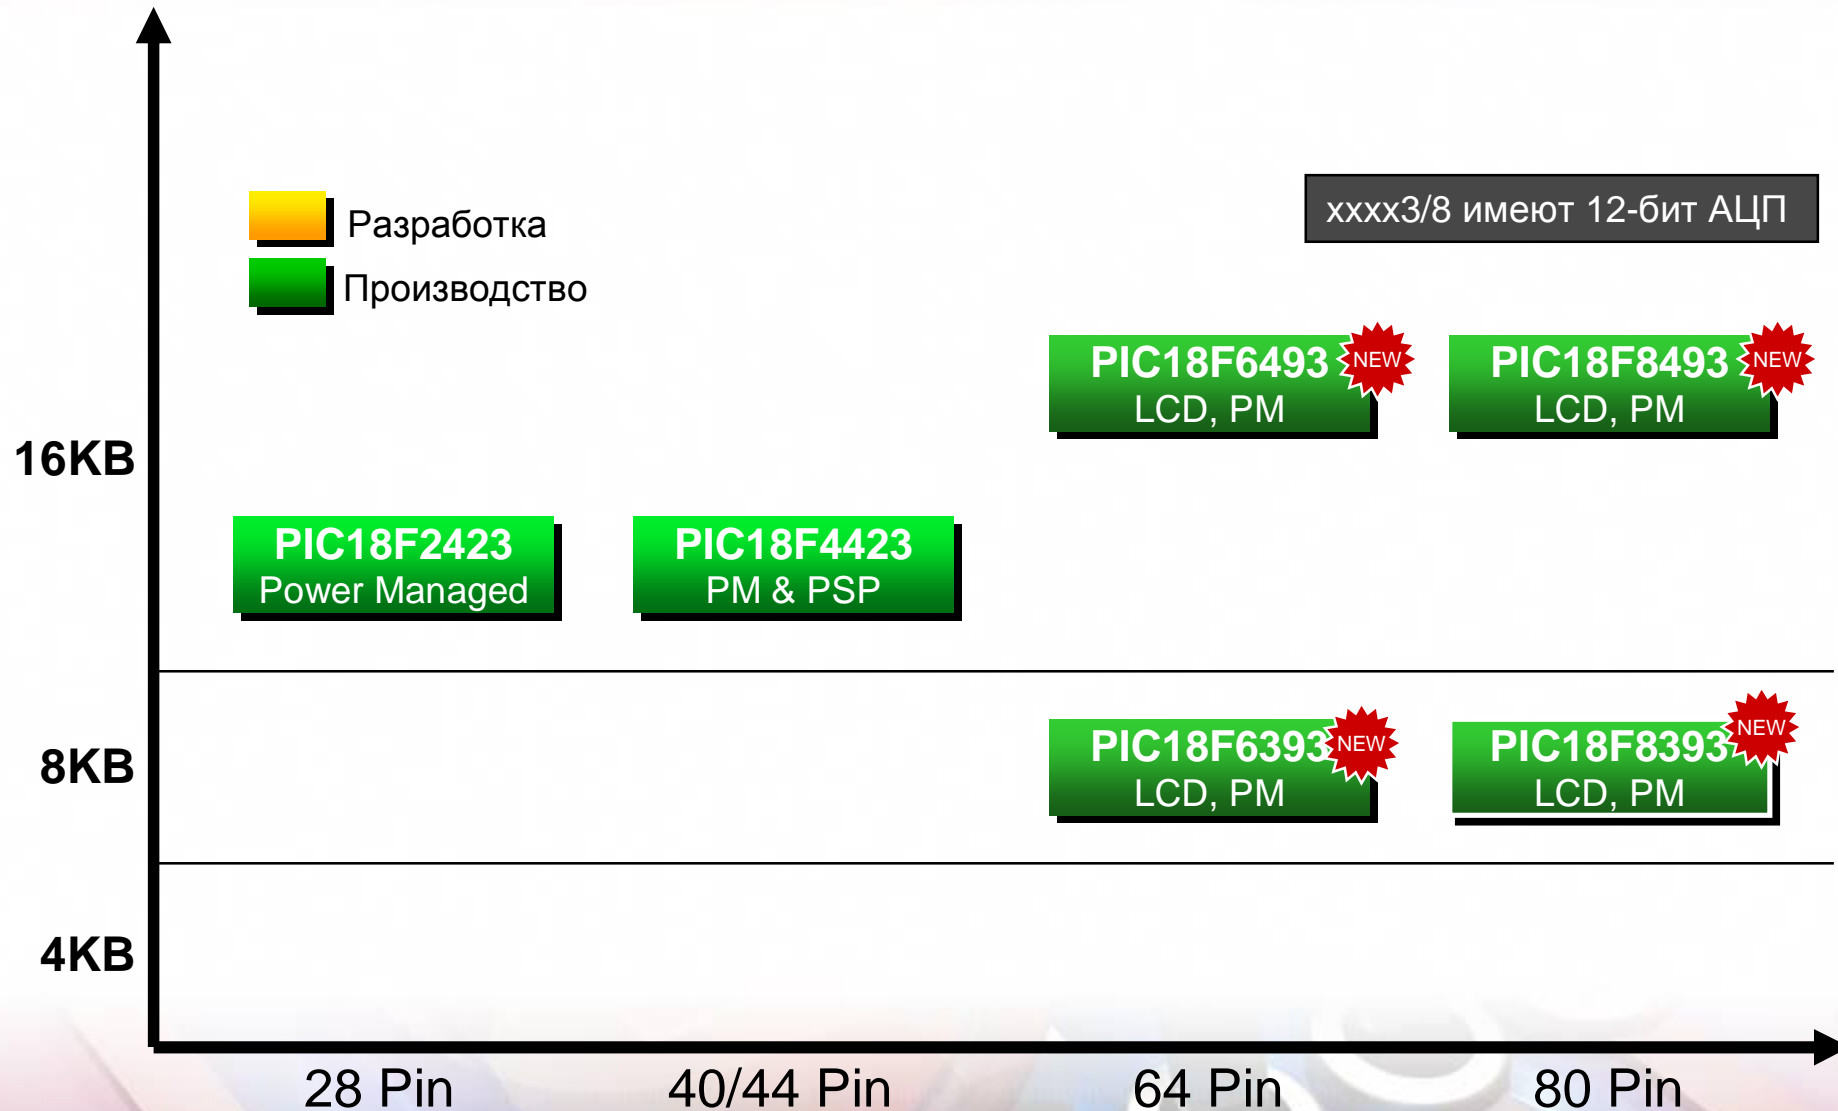 Разработка
Производство
xxxx3/8 имеют 12-бит АЦП
16KB
PIC18F6493
LCD, PM
NEW
PIC18F8493
LCD, PM
NEW
PIC18F2423
Power Managed
PIC18F4423
PM & PSP
8KB
PIC18F6393
LCD, PM
NEW
PIC18F8393
LCD, PM
NEW
4KB
28 Pin
40/44 Pin
64 Pin
80 Pin